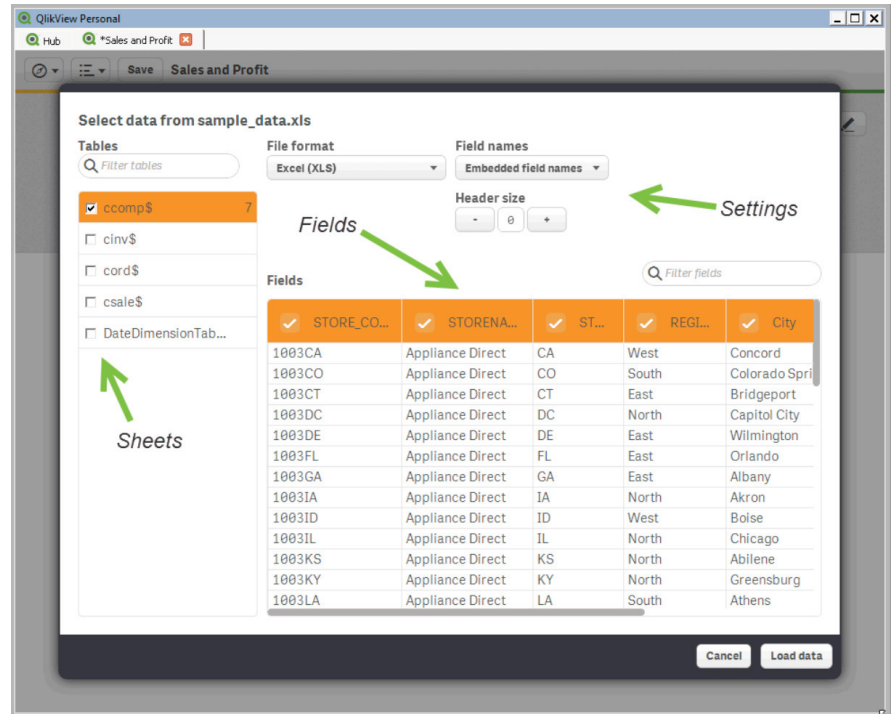 QlikView Personal
Hub *Sales and Profit
Save Sales and Profit
Select data from sample_data.xls
Tables File format Field names
Filter tables Excel (XLS) Embedded field names
Header size
- 0 +
ccomp$ 7
cinv$
cord$
csale$
DateDimensionTab...
Settings
Fields
Sheets
Fields Filter fields
STORE_CO... STORENA... ST... REGI... City
1003CA Appliance Direct CA West Concord
1003CO Appliance Direct CO South Colorado Spri
1003CT Appliance Direct CT East Bridgeport
1003DC Appliance Direct DC North Capitol City
1003DE Appliance Direct DE East Wilmington
1003FL Appliance Direct FL East Orlando
1003GA Appliance Direct GA East Albany
1003IA Appliance Direct IA North Akron
1003ID Appliance Direct ID West Boise
1003IL Appliance Direct IL North Chicago
1003KS Appliance Direct KS North Abilene
1003KY Appliance Direct KY North Greensburg
1003LA Appliance Direct LA South Athens
Cancel Load data